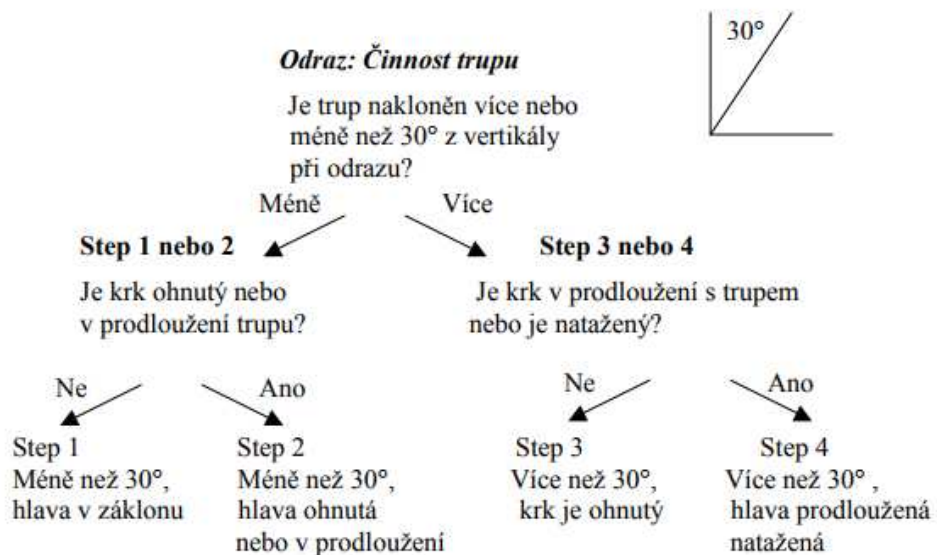 30°
Odraz: Činnost trupu
Je trup nakloněn více nebo
méně než 30° z vertikály
při odrazu?
Méně
Více
Step 1 nebo 2
Step 3 nebo 4
Je krk ohnutý nebo
v prodloužení trupu?
Je krk v prodloužení s trupem
nebo je natažený?
Ne
Ano
Ne
Ano
Step 1
Méně než 30°,
hlava v záklonu
Step 2
Méně než 30°,
hlava ohnutá
nebo v prodloužení
Step 3
Více než 30°,
krk je ohnutý
Step 4
Více než 30° ,
hlava prodloužená
natažená